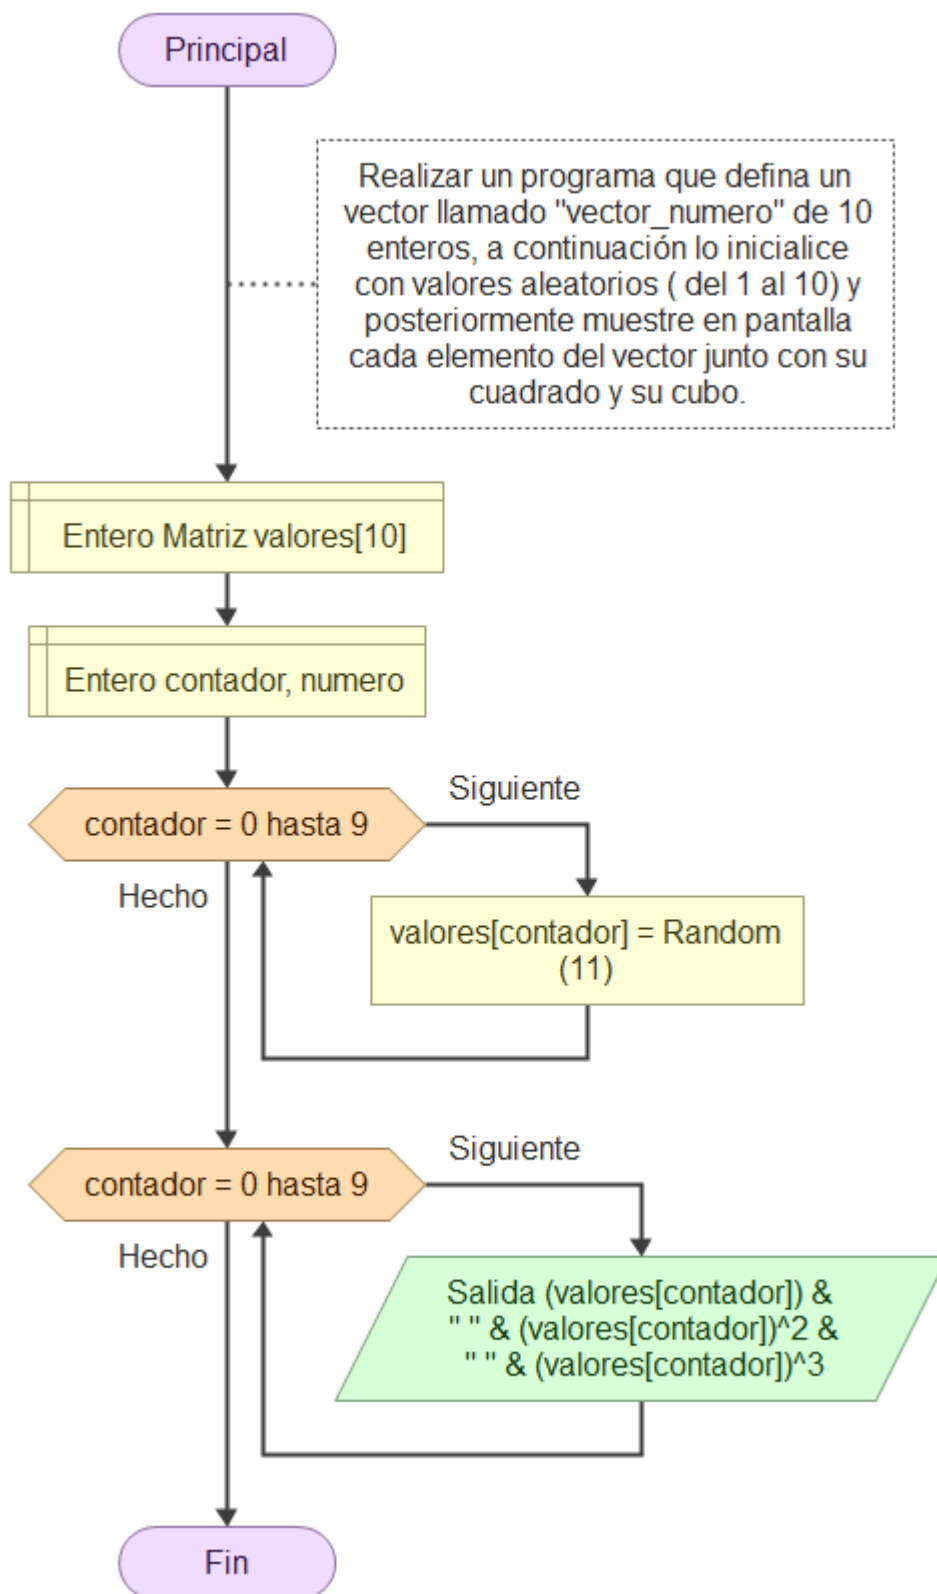 Principal
Realizar un programa que defina un
vector llamado "vector_numero" de 10
enteros, a continuación lo inicialice
con valores aleatorios ( del 1 al 10) y
posteriormente muestre en pantalla
cada elemento del vector junto con su
cuadrado y su cubo.
Entero Matriz valores[10]
Entero contador, numero
contador = 0 hasta 9
Siguiente
Hecho
valores[contador] = Random
(11)
contador = 0 hasta 9
Siguiente
Hecho
Salida (valores[contador]) &
" " & (valores[contador])^2 &
" " & (valores[contador])^3
Fin